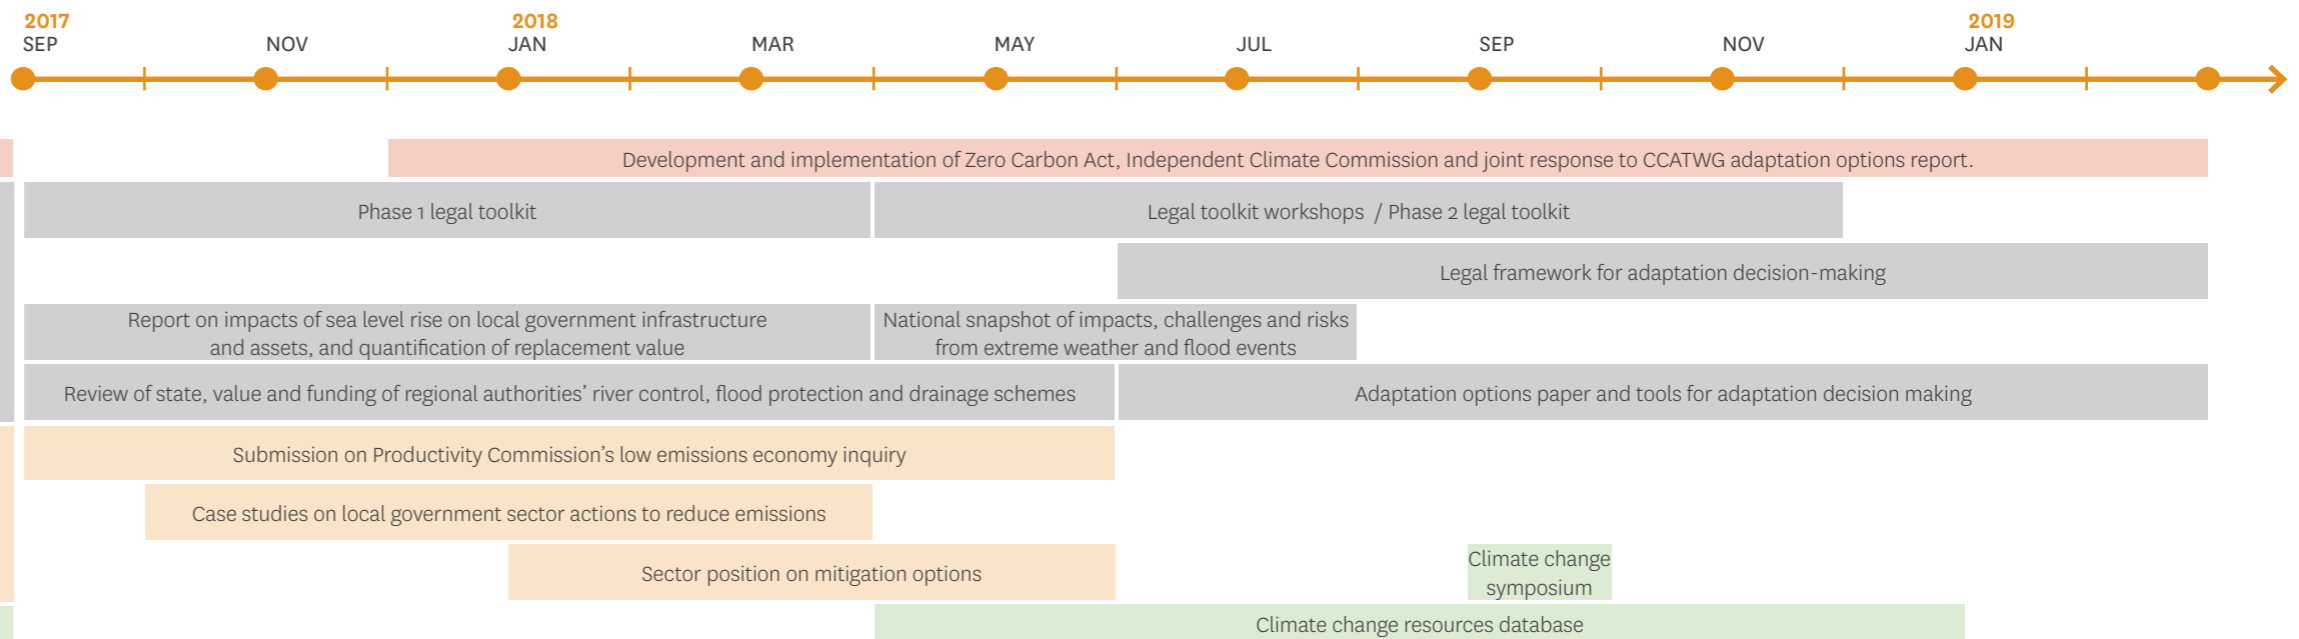 2017
SEP
NOV
2018
JAN
MAR
MAY
JUL
SEP
NOV
2019
JAN
Development and implementation of Zero Carbon Act, Independent Climate Commission and joint response to CCATWG adaptation options report.
Phase 1 legal toolkit
Legal toolkit workshops / Phase 2 legal toolkit
Legal framework for adaptation decision-making
Report on impacts of sea level rise on local government infrastructure
and assets, and quantification of replacement value
National snapshot of impacts, challenges and risks
from extreme weather and flood events
Review of state, value and funding of regional authorities’ river control, flood protection and drainage schemes
Adaptation options paper and tools for adaptation decision making
Submission on Productivity Commission’s low emissions economy inquiry
Case studies on local government sector actions to reduce emissions
Sector position on mitigation options
Climate change
symposium
Climate change resources database